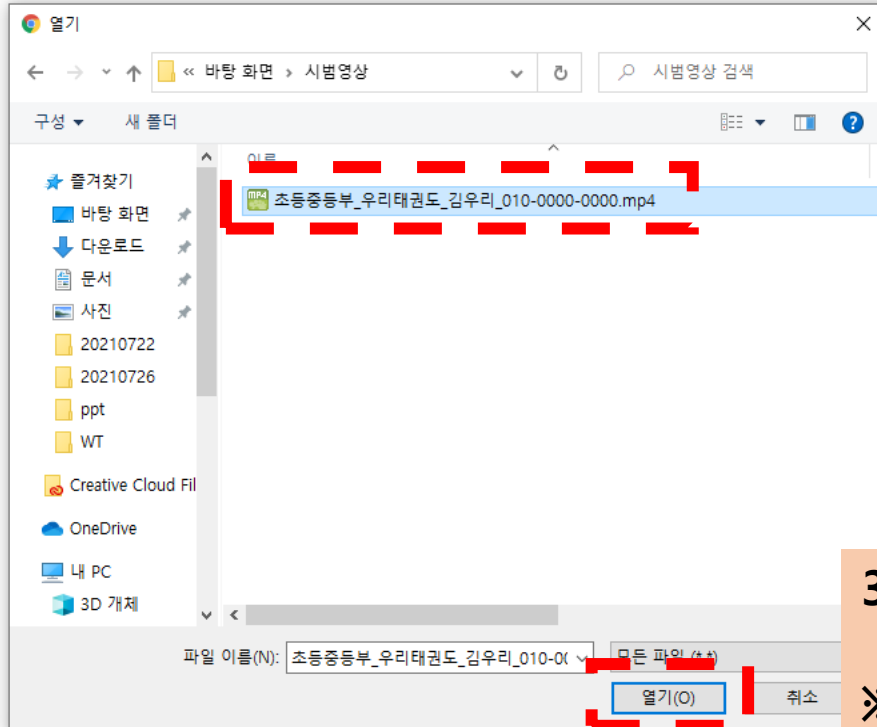 열기
« 바탕 화면 › 시범영상
시범영상 검색
구성
새 폴더
이름
즐겨찾기
바탕 화면
다운로드
문서
사진
20210722
20210726
ppt
WT
Creative Cloud Fil
OneDrive
내 PC
3D 개체
MP4
초등중등부_우리태권도_김우리_010-0000-0000.mp4
파일 이름(N): 초등중등부_우리태권도_김우리_010-0(
모든 파일 (*.*)
열기(O)
취소
3
※